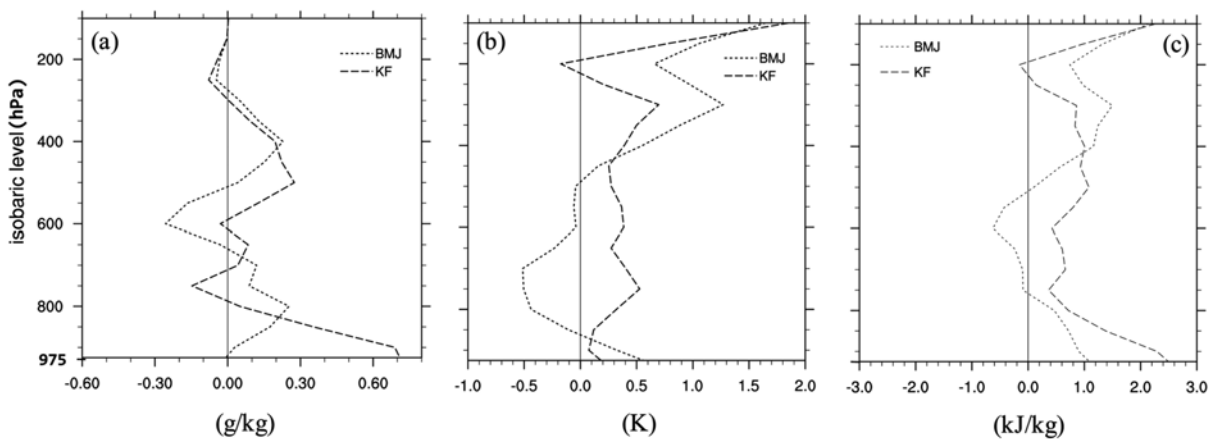 (a)
BMJ
KF
(b)
BMJ
KF
(c)
BMJ
KF
isobaric level(hPa)
200
400
600
800
975
-0.60 -0.30 0.00 0.30 0.60
-1.0 -0.5 0.0 0.5 1.0 1.5 2.0
-3.0 -2.0 -1.0 0.0 1.0 2.0 3.0
(g/kg)
(K)
(kJ/kg)